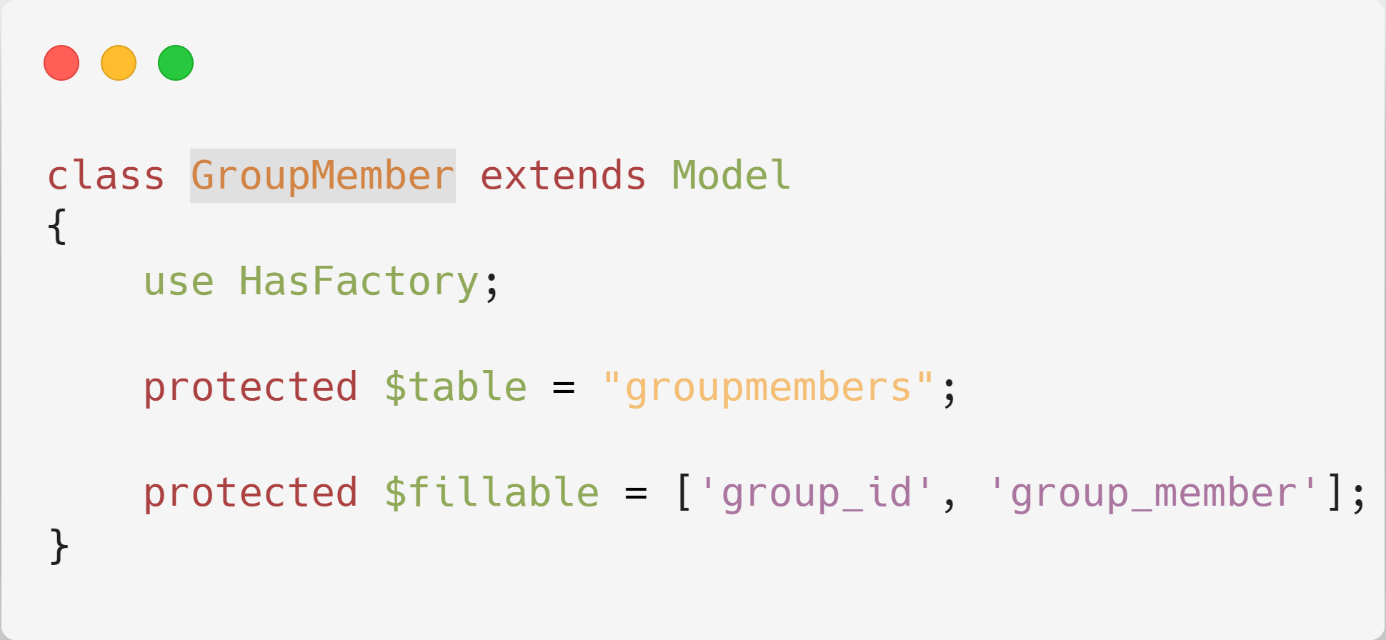 class GroupMember extends Model
{
    use HasFactory;
    protected $table = "groupmembers";
    protected $fillable = ['group_id', 'group_member'];
}